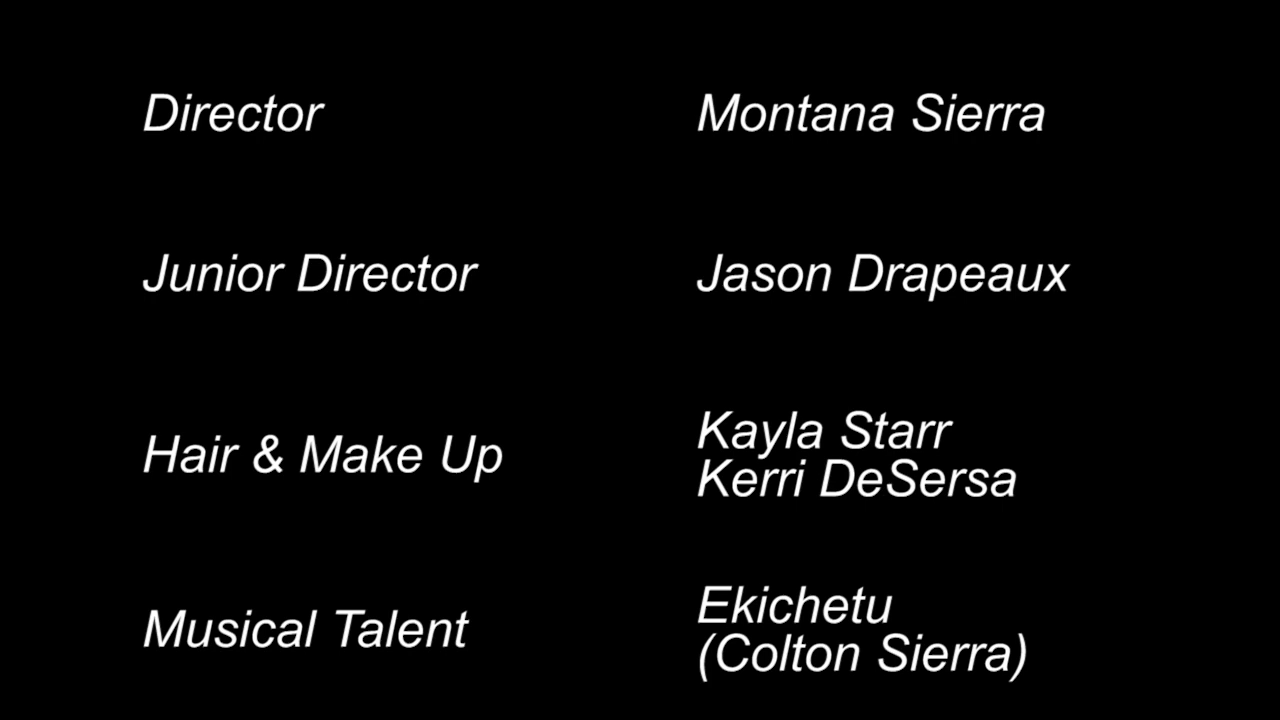 Director
Montana Sierra
Junior Director
Jason Drapeaux
Hair & Make Up
Kayla Starr
Kerri DeSersa
Musical Talent
Ekichetu
(Colton Sierra)